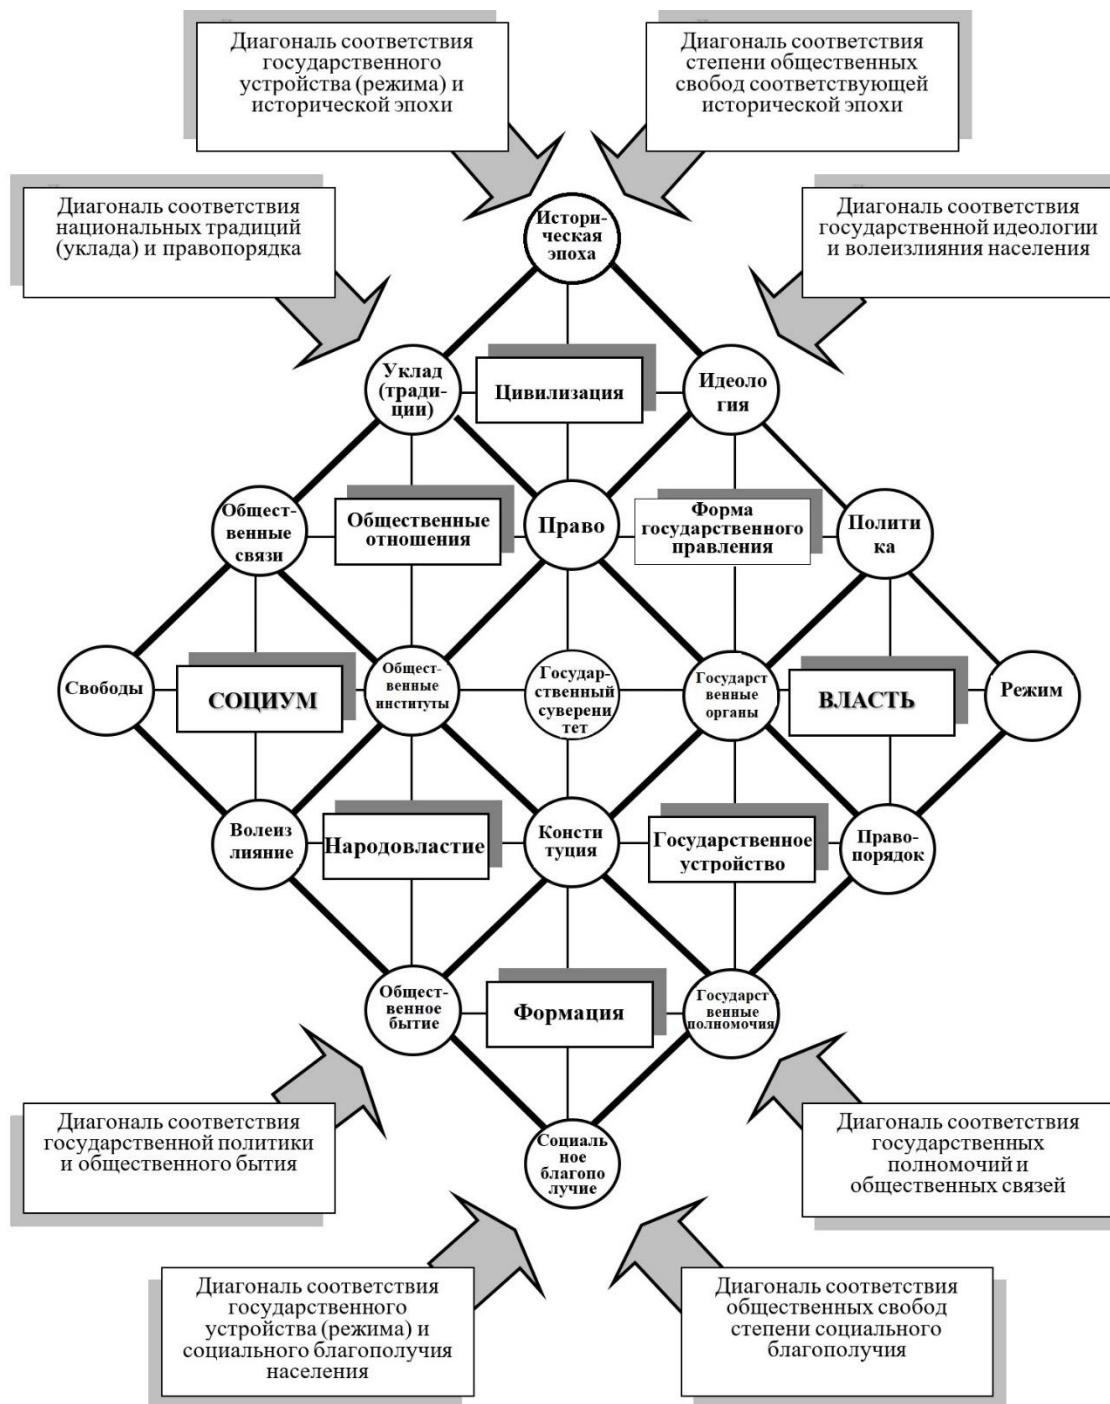 Диагональ соответствия
государственного
устройства (режима) и
исторической эпохи
Диагональ соответствия
степени общественных
свобод соответствующей
исторической эпохи
Диагональ соответствия
национальных традиций
(уклада) и правопорядка
Диагональ соответствия
государственной идеологии
и волеизлияния населения
Истори-
ческая
эпоха
Уклад
(тради-
ции)
Цивилизация
Идеоло
гия
Общест-
венные
связи
Общественные
отношения
Право
Форма
государственного
правления
Полити
ка
Свободы
СОЦИУМ
Общест-
венные
институты
Государ-
ственный
суверени
тет
Государст
венные
органы
ВЛАСТЬ
Режим
Волеиз
лияние
Народовластие
Консти
туция
Государственное
устройство
Право-
порядок
Общест-
венное
бытие
Формация
Государст
венные
полномочия
Социаль
ное
благопо
лучие
Диагональ соответствия
государственной политики
и общественного бытия
Диагональ соответствия
государственных
полномочий и
общественных связей
Диагональ соответствия
государственного
устройства (режима) и
социального благополучия
населения
Диагональ соответствия
общественных свобод
степени социального
благополучия